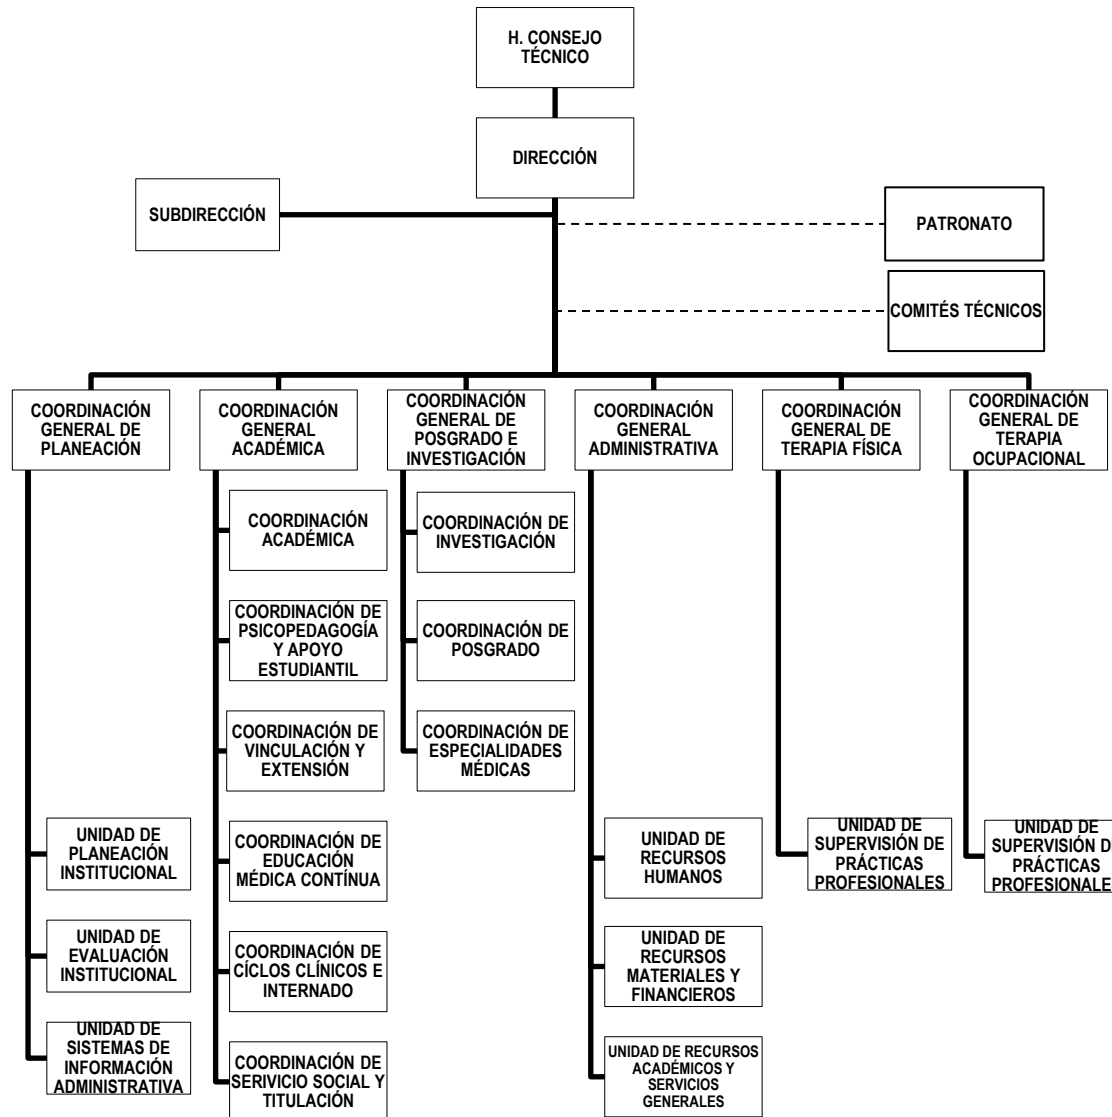 H. CONSEJO
TÉCNICO
DIRECCIÓN
SUBDIRECCIÓN
PATRONATO
COMITÉS TÉCNICOS
COORDINACIÓN
GENERAL DE
PLANEACIÓN
COORDINACIÓN
GENERAL
ACADÉMICA
COORDINACIÓN
GENERAL DE
POSGRADO E
INVESTIGACIÓN
COORDINACIÓN
GENERAL
ADMINISTRATIVA
COORDINACIÓN
GENERAL DE
TERAPIA FÍSICA
COORDINACIÓN
GENERAL DE
TERAPIA
OCUPACIONAL
UNIDAD DE
PLANEACIÓN
INSTITUCIONAL
UNIDAD DE
EVALUACIÓN
INSTITUCIONAL
UNIDAD DE
SISTEMAS DE
INFORMACIÓN
ADMINISTRATIVA
COORDINACIÓN
ACADÉMICA
COORDINACIÓN DE
PSICOPEDAGOGÍA
Y APOYO
ESTUDIANTIL
COORDINACIÓN DE
VINCULACIÓN Y
EXTENSIÓN
COORDINACIÓN DE
EDUCACIÓN
MÉDICA CONTÍNUA
COORDINACIÓN DE
CÍCLOS CLÍNICOS E
INTERNADO
COORDINACIÓN DE
SERIVICIO SOCIAL Y
TITULACIÓN
COORDINACIÓN DE
INVESTIGACIÓN
COORDINACIÓN DE
POSGRADO
COORDINACIÓN DE
ESPECIALIDADES
MÉDICAS
UNIDAD DE
RECURSOS
HUMANOS
UNIDAD DE
RECURSOS
MATERIALES Y
FINANCIEROS
UNIDAD DE RECURSOS
ACADÉMICOS Y
SERVICIOS
GENERALES
UNIDAD DE
SUPERVISIÓN DE
PRÁCTICAS
PROFESIONALES
UNIDAD DE
SUPERVISIÓN DE
PRÁCTICAS
PROFESIONALE